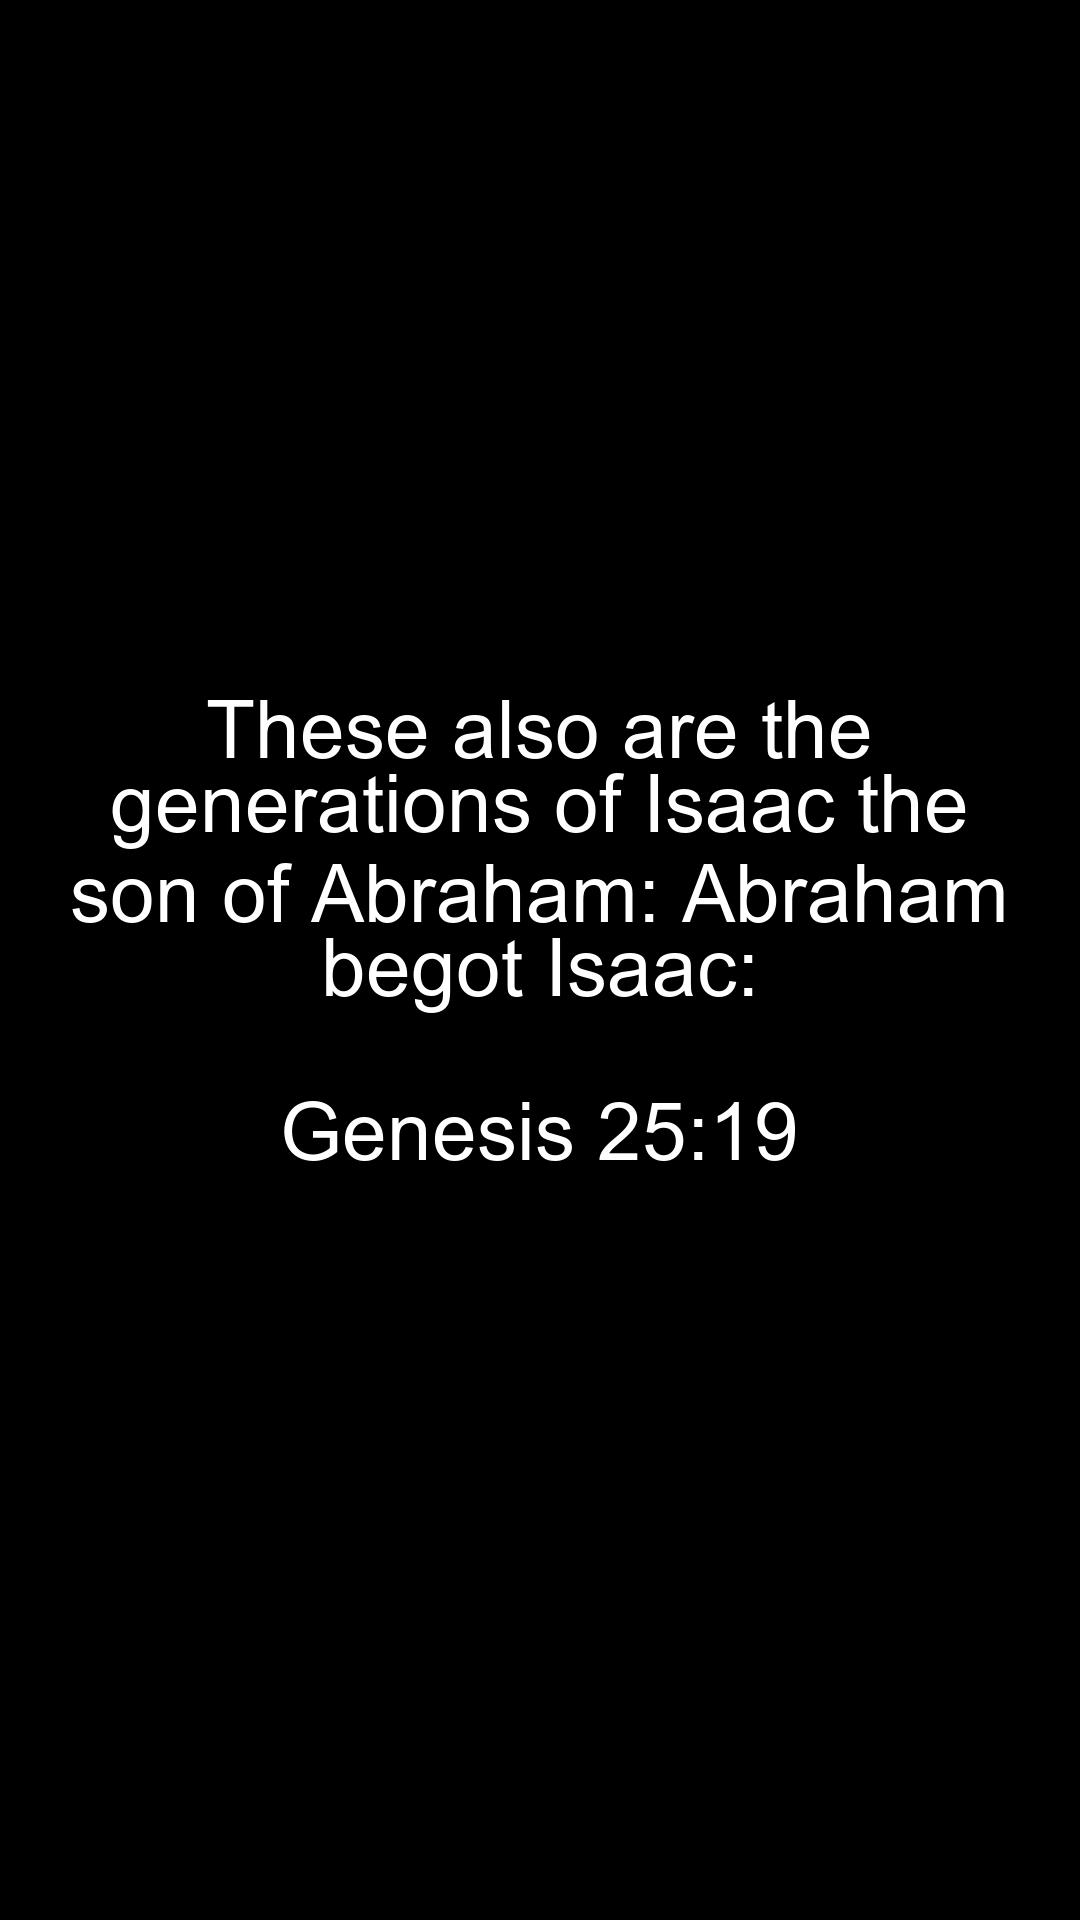 These also are the
generations of Isaac the
son of Abraham: Abraham
begot Isaac:
Genesis 25:19